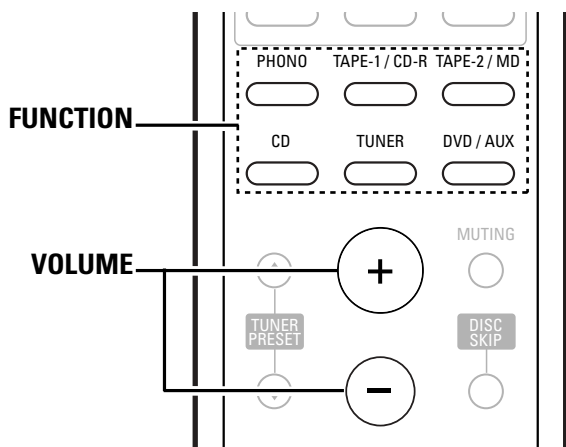 PHONO TAPE-1 / CD-R TAPE-2 / MD
FUNCTION
CD TUNER DVD / AUX
MUTING
VOLUME
+
TUNER
PRESET
DISC
SKIP
−